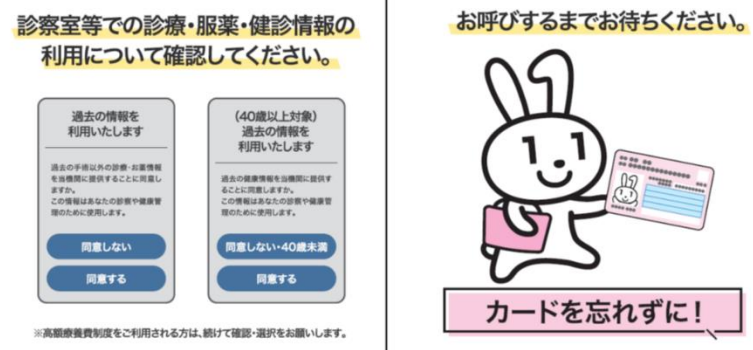 診察室等での診療・服薬・健診情報の
利用について確認してください。
過去の情報を
利用いたします
過去の手術以外の診療・お薬情報
を当機関に提供することに同意し
ますか。
この情報はあなたの診察や健康管
理のために使用します。
同意しない
同意する
(40歳以上対象)
過去の情報を
利用いたします
過去の健康情報を当機関に提供す
ることに同意しますか。
この情報はあなたの診察や健康管
理のために使用します。
同意しない・40歳未満
同意する
※高額療養費制度をご利用される方は、続けて確認・選択をお願いします。
お呼びするまでお待ちください。
カードを忘れずに!